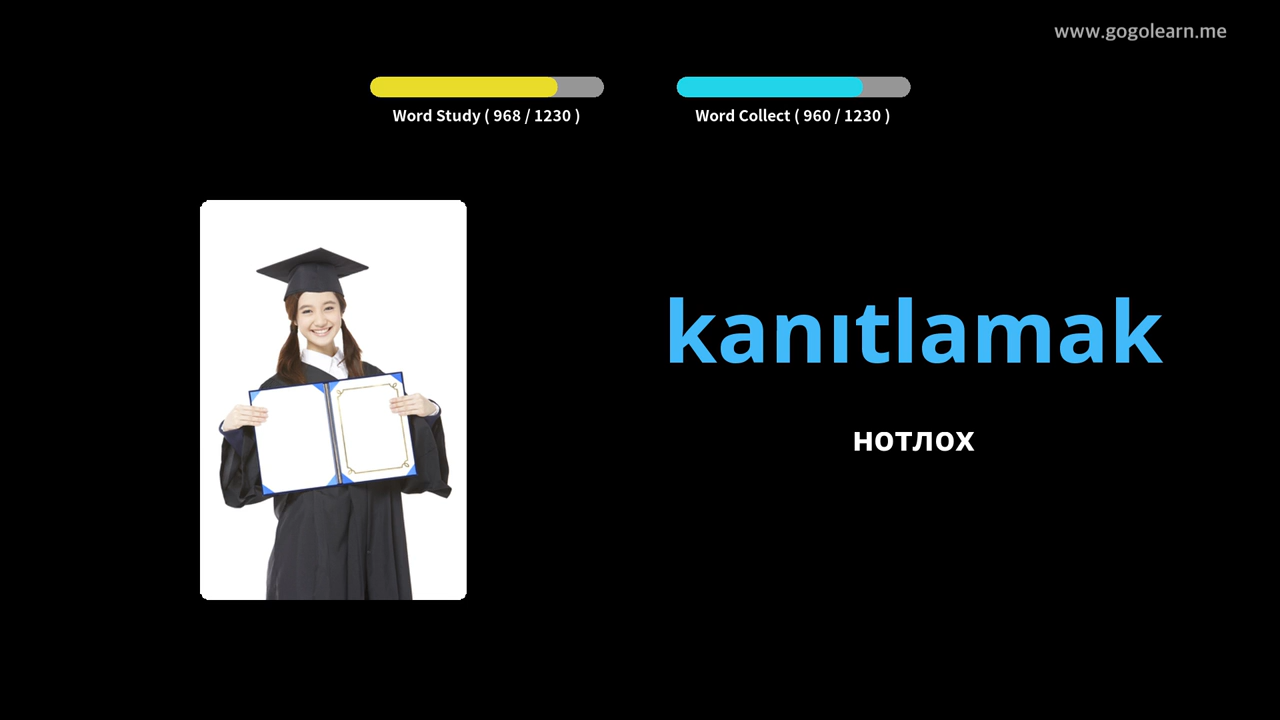 www.gogolearn.me
Word Study ( 968 / 1230 )
Word Collect ( 960 / 1230 )
kanıtlamak
нотлох